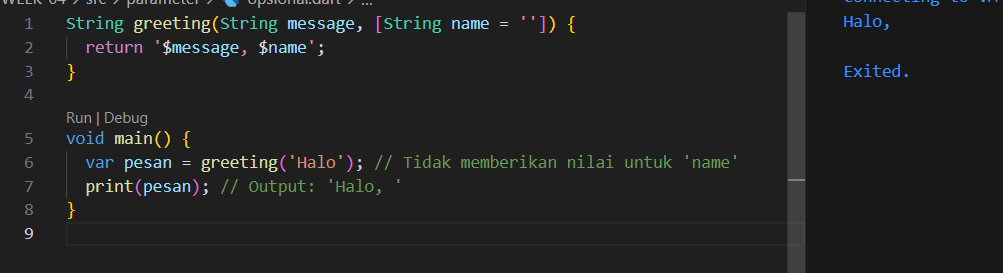 WEEK-04 > src > parameter > opsional.dart > ...
1 String greeting(String message, [String name = '']) {
2 return '$message, $name';
3 }
4
Run | Debug
5 void main() {
6 var pesan = greeting('Halo'); // Tidak memberikan nilai untuk 'name'
7 print(pesan); // Output: 'Halo, '
8 }
9
Connecting to
Halo,
Exited.